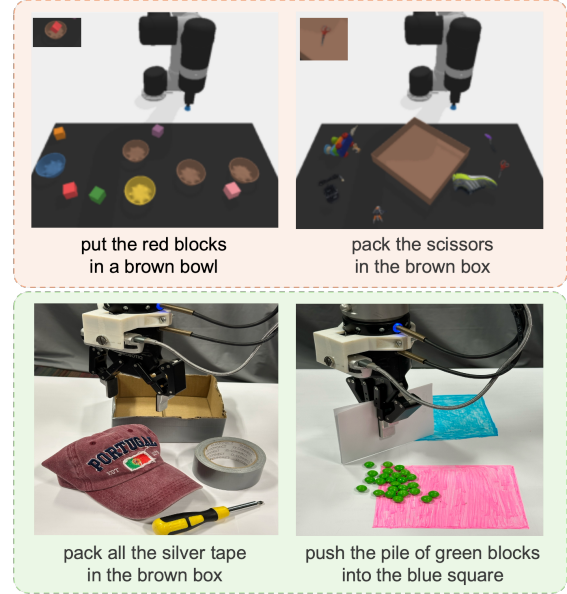 put the red blocks
in a brown bowl
pack the scissors
in the brown box
PORTUGAL
pack all the silver tape
in the brown box
push the pile of green blocks
into the blue square